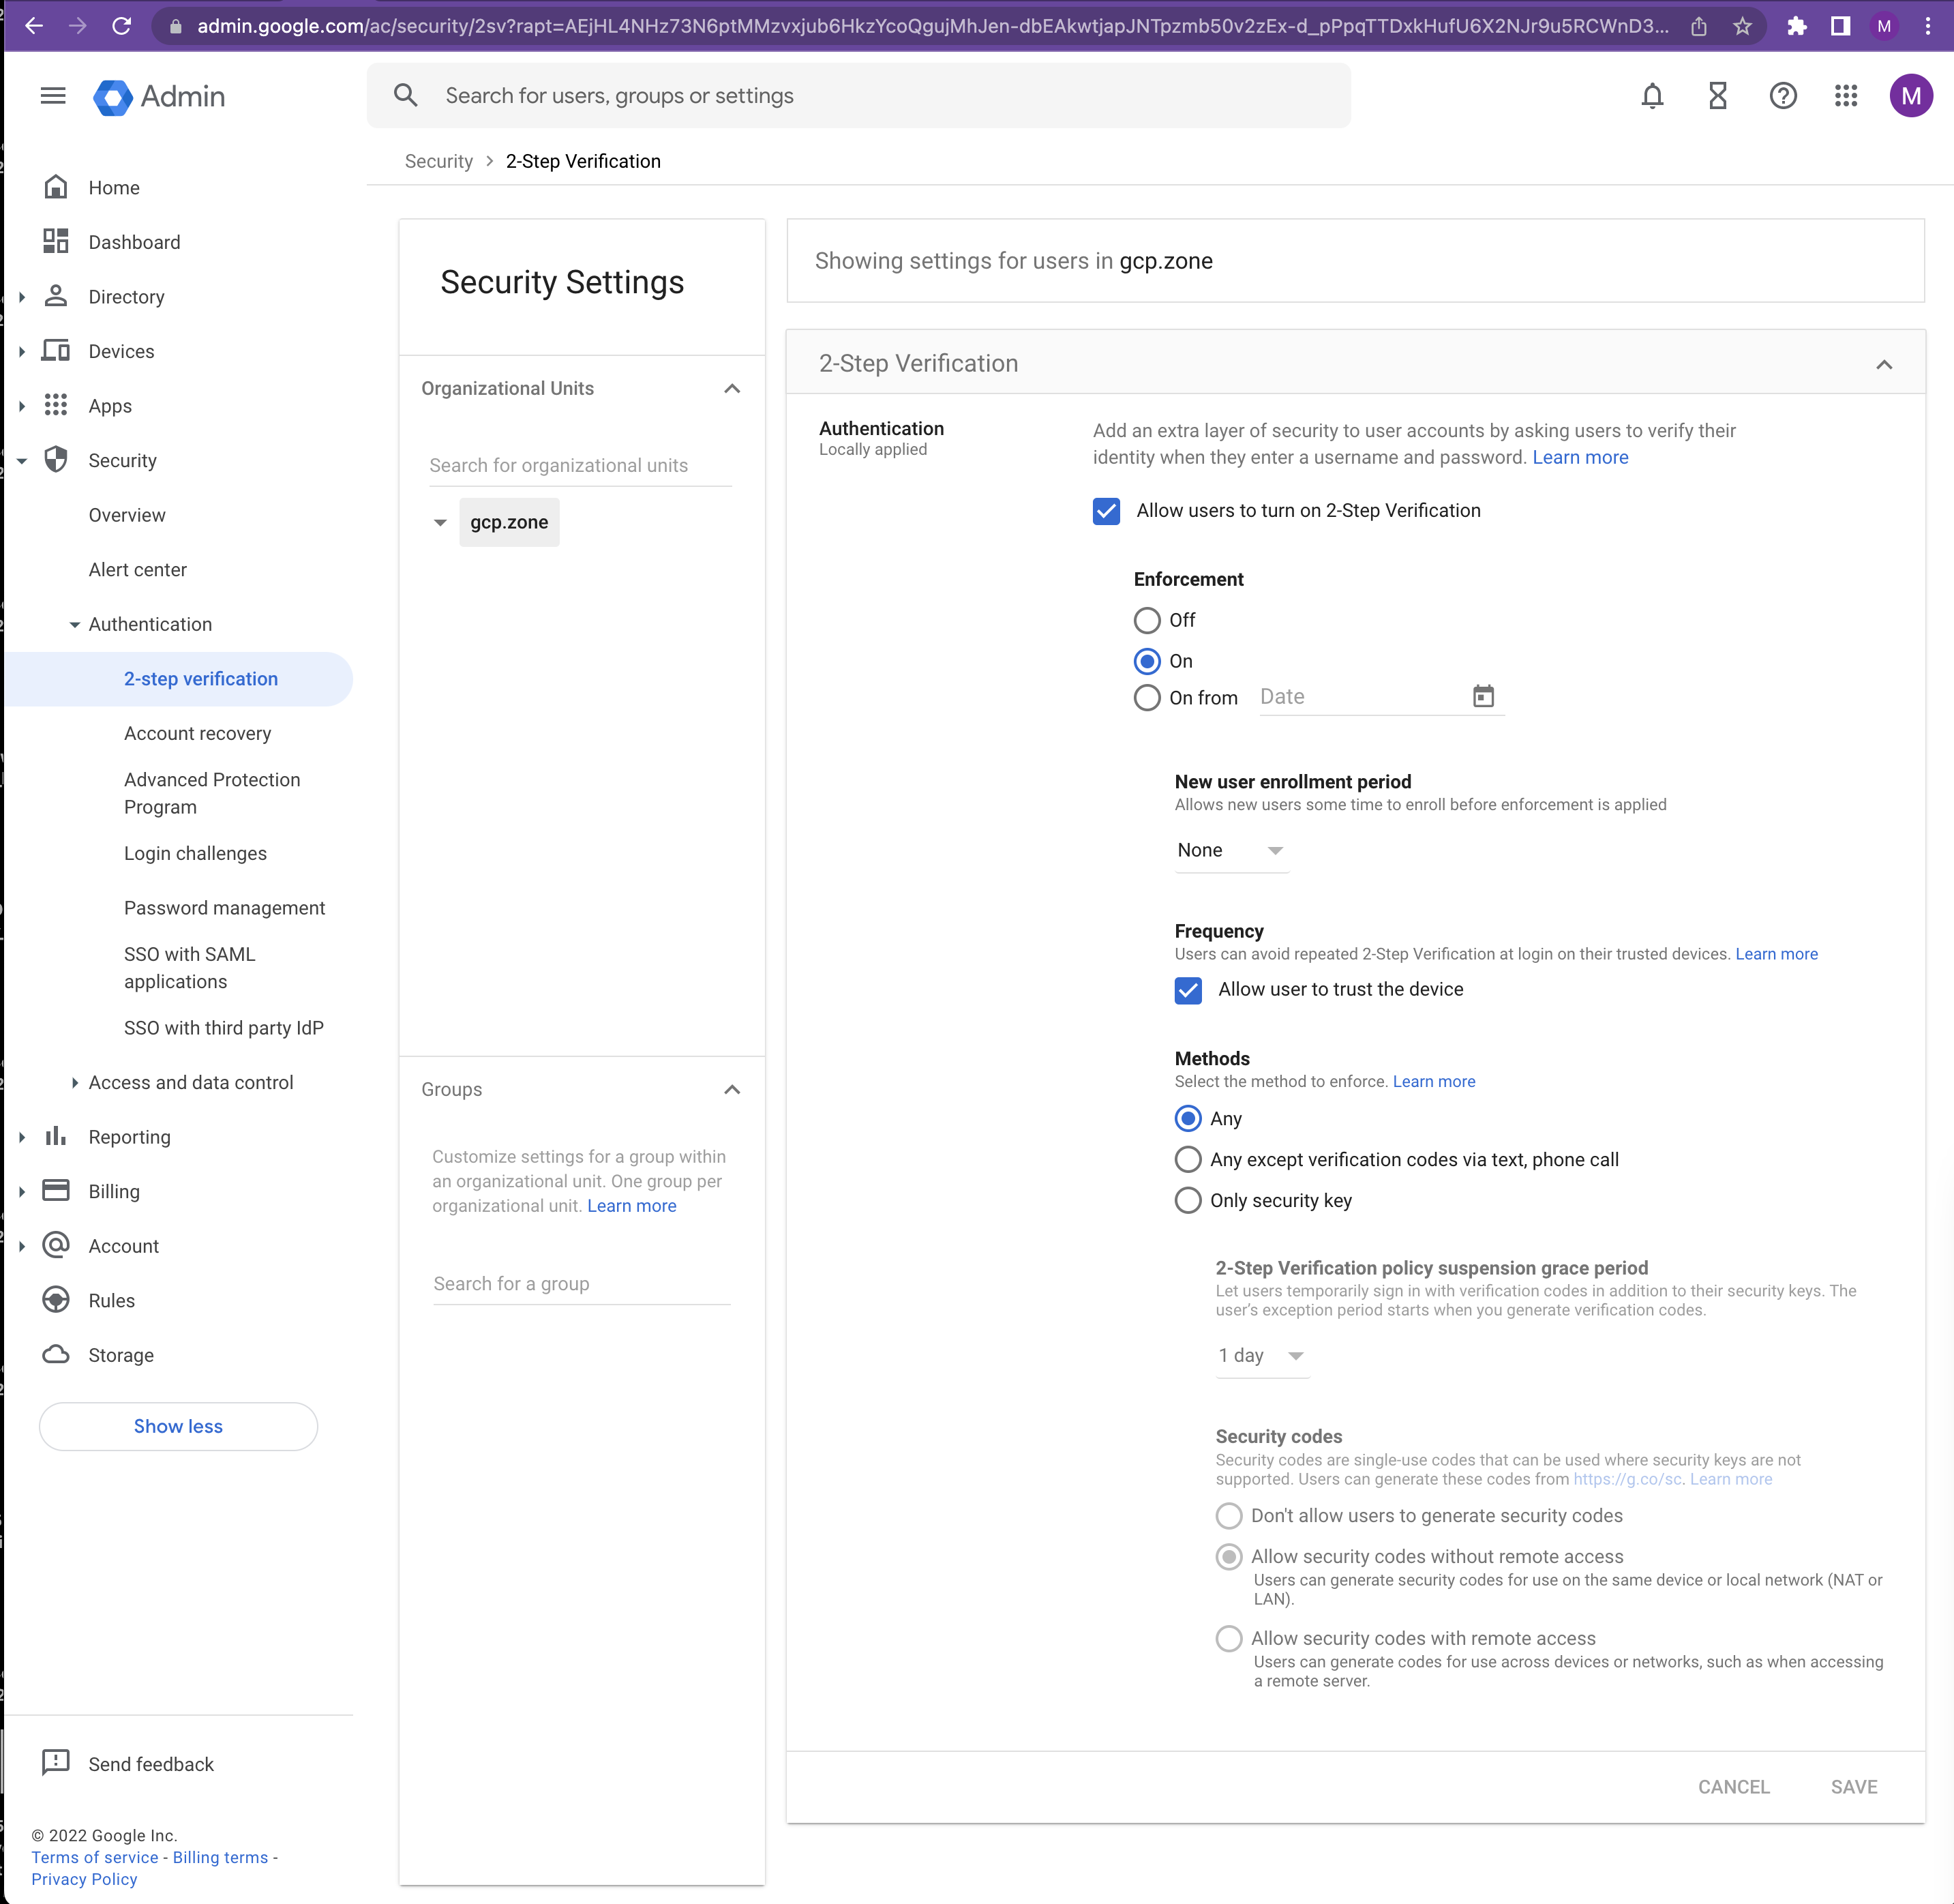 admin.google.com/ac/security/2sv?rapt=AEjHL4NHz73N6ptMMzvxjub6HkzYcoQgujMhJen-dbEAkwtjapJNTpzmb50v2zEx-d_pPpqTTDxkHufU6X2NJr9u5RCWnD3...
M
Admin
Search for users, groups or settings
M
Security > 2-Step Verification
Home
Dashboard
Directory
Devices
Apps
Security
Overview
Alert center
Authentication
2-step verification
Account recovery
Advanced Protection
Program
Login challenges
Password management
SSO with SAML
applications
SSO with third party IdP
Access and data control
Reporting
Billing
Account
Rules
Storage
Show less
Send feedback
© 2022 Google Inc.
Terms of service - Billing terms -
Privacy Policy
Security Settings
Organizational Units
Search for organizational units
gcp.zone
Groups
Customize settings for a group within
an organizational unit. One group per
organizational unit. Learn more
Search for a group
Showing settings for users in gcp.zone
2-Step Verification
Authentication
Locally applied
Add an extra layer of security to user accounts by asking users to verify their
identity when they enter a username and password. Learn more
Allow users to turn on 2-Step Verification
Enforcement
Off
On
On from Date
New user enrollment period
Allows new users some time to enroll before enforcement is applied
None
Frequency
Users can avoid repeated 2-Step Verification at login on their trusted devices. Learn more
Allow user to trust the device
Methods
Select the method to enforce. Learn more
Any
Any except verification codes via text, phone call
Only security key
2-Step Verification policy suspension grace period
Let users temporarily sign in with verification codes in addition to their security keys. The
user’s exception period starts when you generate verification codes.
1 day
Security codes
Security codes are single-use codes that can be used where security keys are not
supported. Users can generate these codes from https://g.co/sc. Learn more
Don't allow users to generate security codes
Allow security codes without remote access
Users can generate security codes for use on the same device or local network (NAT or
LAN).
Allow security codes with remote access
Users can generate codes for use across devices or networks, such as when accessing
a remote server.
CANCEL SAVE